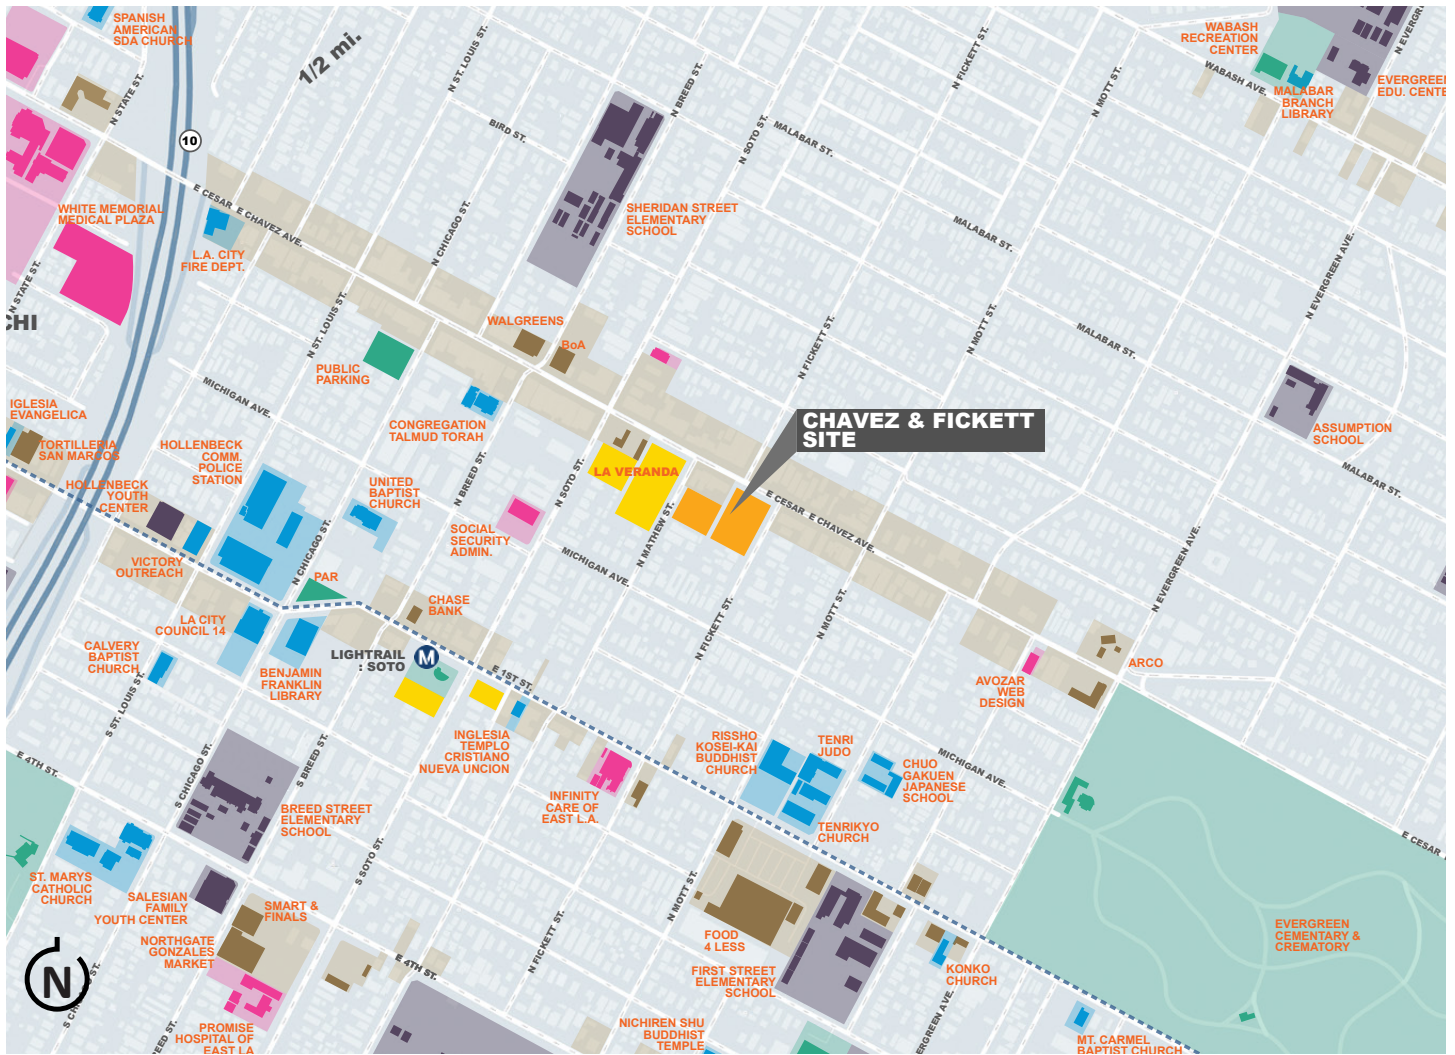 SPANISH
AMERICAN
SDA CHURCH
1/2 mi.
N ST. LOUIS ST.
N BREED ST.
N FICKETT ST.
N MOTT ST.
WABASH
RECREATION
CENTER
WABASH AVE.
MALABAR
BRANCH
LIBRARY
EVERGREEN
EDU. CENTE
N EVERGR
N STATE ST.
10
BIRD ST.
N SOTO ST.
MALABAR ST.
E CESAR E CHAVEZ AVE.
WHITE MEMORIAL
MEDICAL PLAZA
L.A. CITY
FIRE DEPT.
N CHICAGO ST.
SHERIDAN STREET
ELEMENTARY
SCHOOL
MALABAR ST.
N EVERGREEN AVE.
N STATE ST.
CHI
N ST. LOUIS ST.
WALGREENS
BoA
N FICKETT ST.
N MOTT ST.
MALABAR ST.
PUBLIC
PARKING
MICHIGAN AVE.
IGLESIA
EVANGELICA
CONGREGATION
TALMUD TORAH
CHAVEZ & FICKETT
SITE
ASSUMPTION
SCHOOL
TORTILLERIA
SAN MARCOS
HOLLENBECK
COMM.
POLICE
STATION
LA VERANDA
MALABAR ST.
HOLLENBECK
YOUTH
CENTER
UNITED
BAPTIST
CHURCH
N BREED ST.
N SOTO ST.
E CESAR E CHAVEZ AVE.
SOCIAL
SECURITY
ADMIN.
N MATHEW ST.
MICHIGAN AVE.
N CHICAGO ST.
VICTORY
OUTREACH
PAR
N EVERGREEN AVE.
CHASE
BANK
LA CITY
COUNCIL 14
N FICKETT ST.
N MOTT ST.
CALVERY
BAPTIST
CHURCH
BENJAMIN
FRANKLIN
LIBRARY
LIGHTRAIL
: SOTO
M
E 1ST ST.
ARCO
AVOZAR
WEB
DESIGN
S ST. LOUIS ST.
INGLESIA
TEMPLO
CRISTIANO
NUEVA UNCION
RISSHO
KOSEI-KAI
BUDDHIST
CHURCH
TENRI
JUDO
CHUO
GAKUEN
JAPANESE
SCHOOL
MICHIGAN AVE.
E 4TH ST.
S CHICAGO ST.
S BREED ST.
BREED STREET
ELEMENTARY
SCHOOL
INFINITY
CARE OF
EAST L.A.
TENRIKYO
CHURCH
E CESAR
S SOTO ST.
ST. MARYS
CATHOLIC
CHURCH
SALESIAN
FAMILY
YOUTH CENTER
SMART &
FINALS
NORTHGATE
GONZALES
MARKET
N MOTT ST.
N FICKETT ST.
FOOD
4 LESS
EVERGREEN
CEMENTARY &
CREMATORY
E 4TH ST.
FIRST STREET
ELEMENTARY
SCHOOL
KONKO
CHURCH
N
PROMISE
HOSPITAL OF
EAST LA
NICHIREN SHU
BUDDHIST
TEMPLE
MT. CARMEL
BAPTIST CHURCH
REED ST.
ERGREEN AVE.